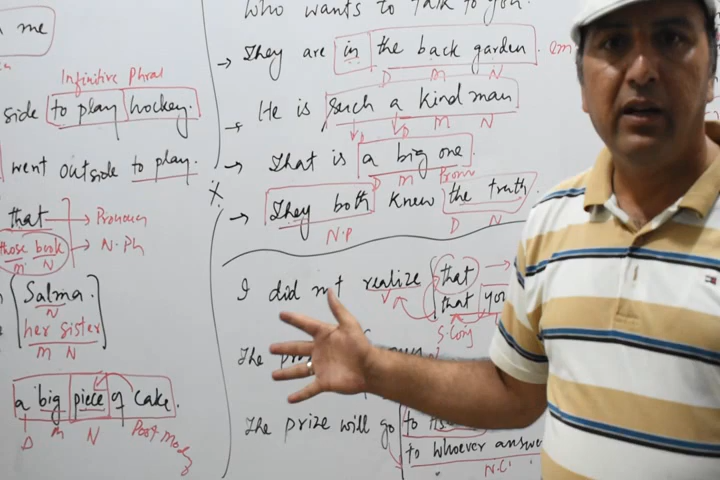 me
Infinitive Phral
side to play hockey.
went outside to play.
that → Pronoun
those book → N.Ph
m N
Salma.
N
her sister
m N
a big piece of cake.
D m N Post mod
who wants to talk to you.
→ They are in the back garden.
D m N
→ He is such a kind man
D D m N
→ That is a big one.
D m Pronn
→ They both knew the truth.
N.P D N
I did not realize that →
V that you
S.Conj
The
The prize will go to
to whoever answe
N.C